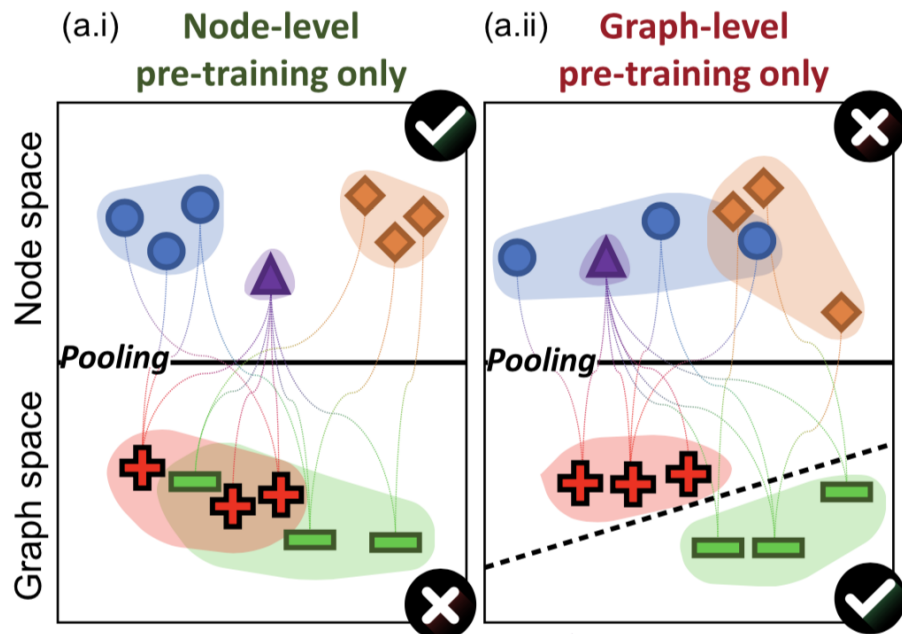 (a.i) Node-level
pre-training only
(a.ii) Graph-level
pre-training only
Node space
Pooling
Pooling
Graph space